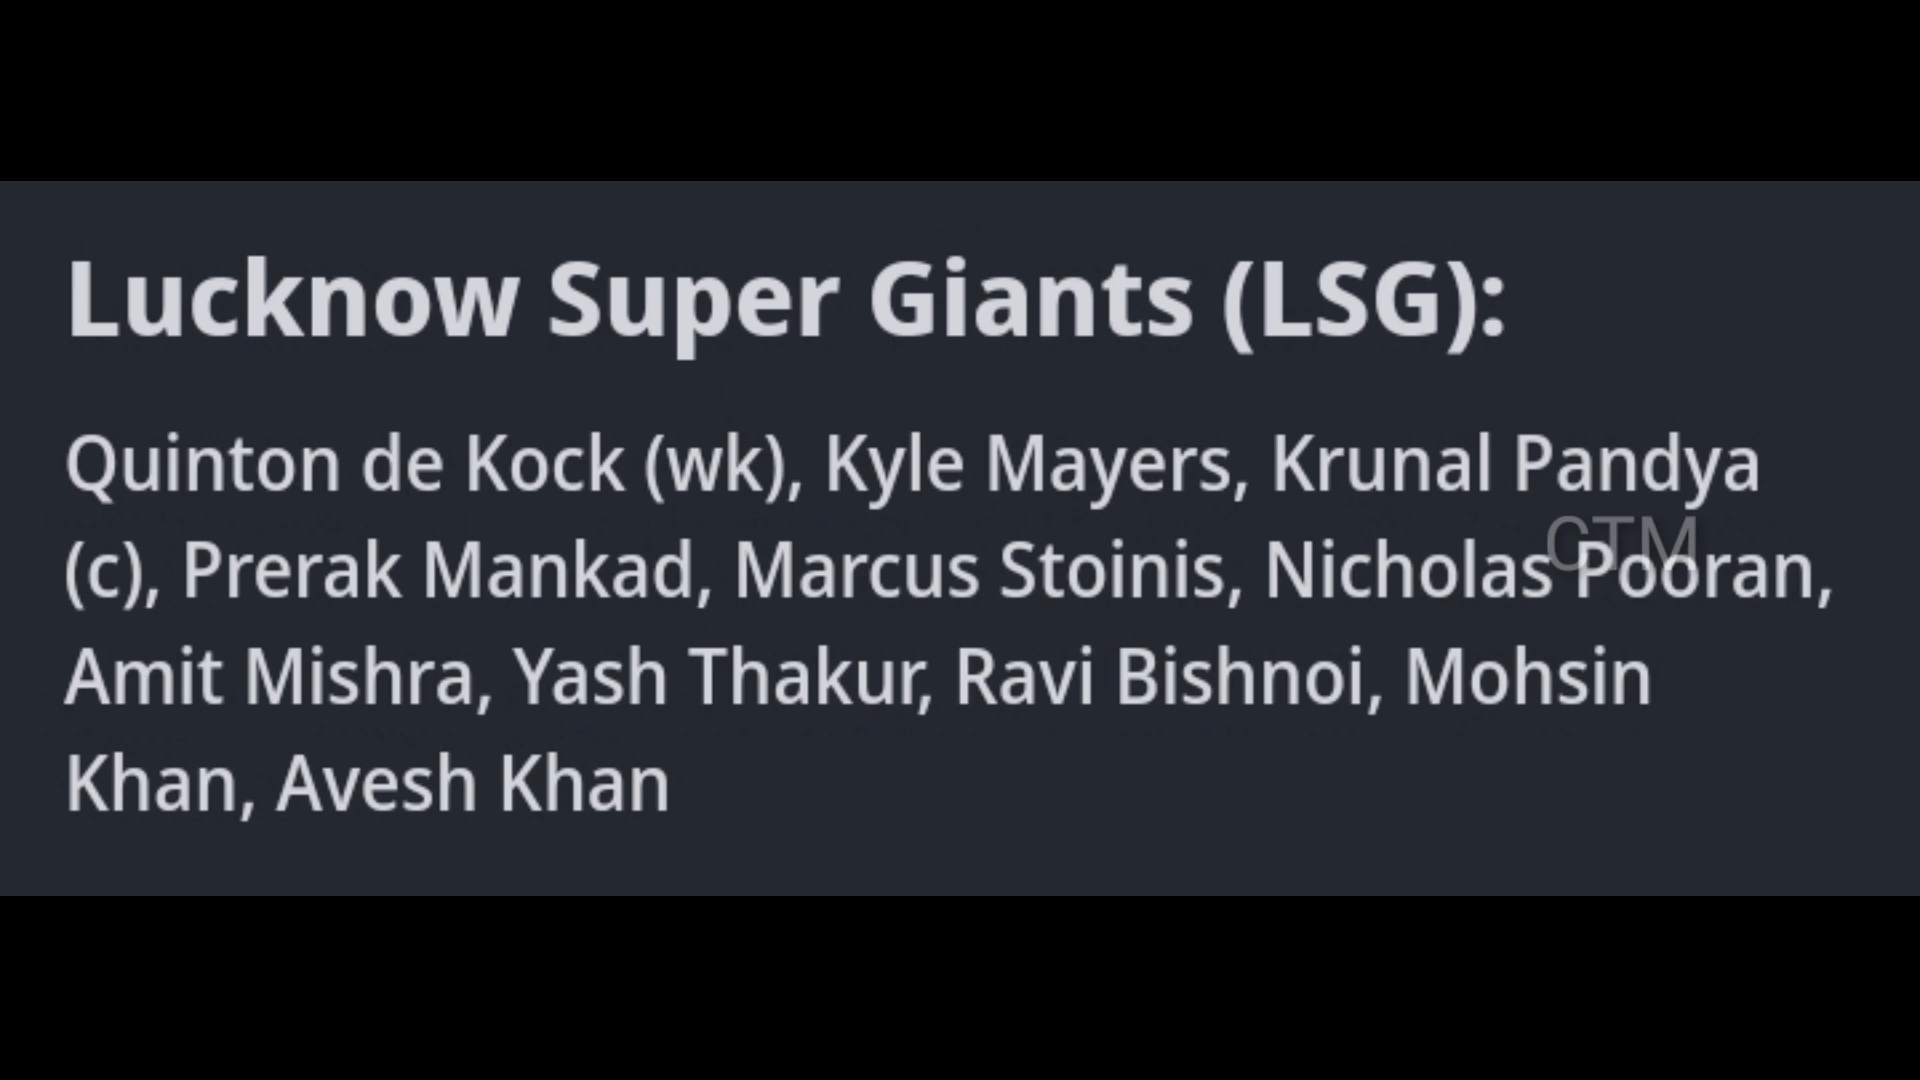 Lucknow Super Giants (LSG):
Quinton de Kock (wk), Kyle Mayers, Krunal Pandya
(c), Prerak Mankad, Marcus Stoinis, Nicholas Pooran,
CTM
Amit Mishra, Yash Thakur, Ravi Bishnoi, Mohsin
Khan, Avesh Khan